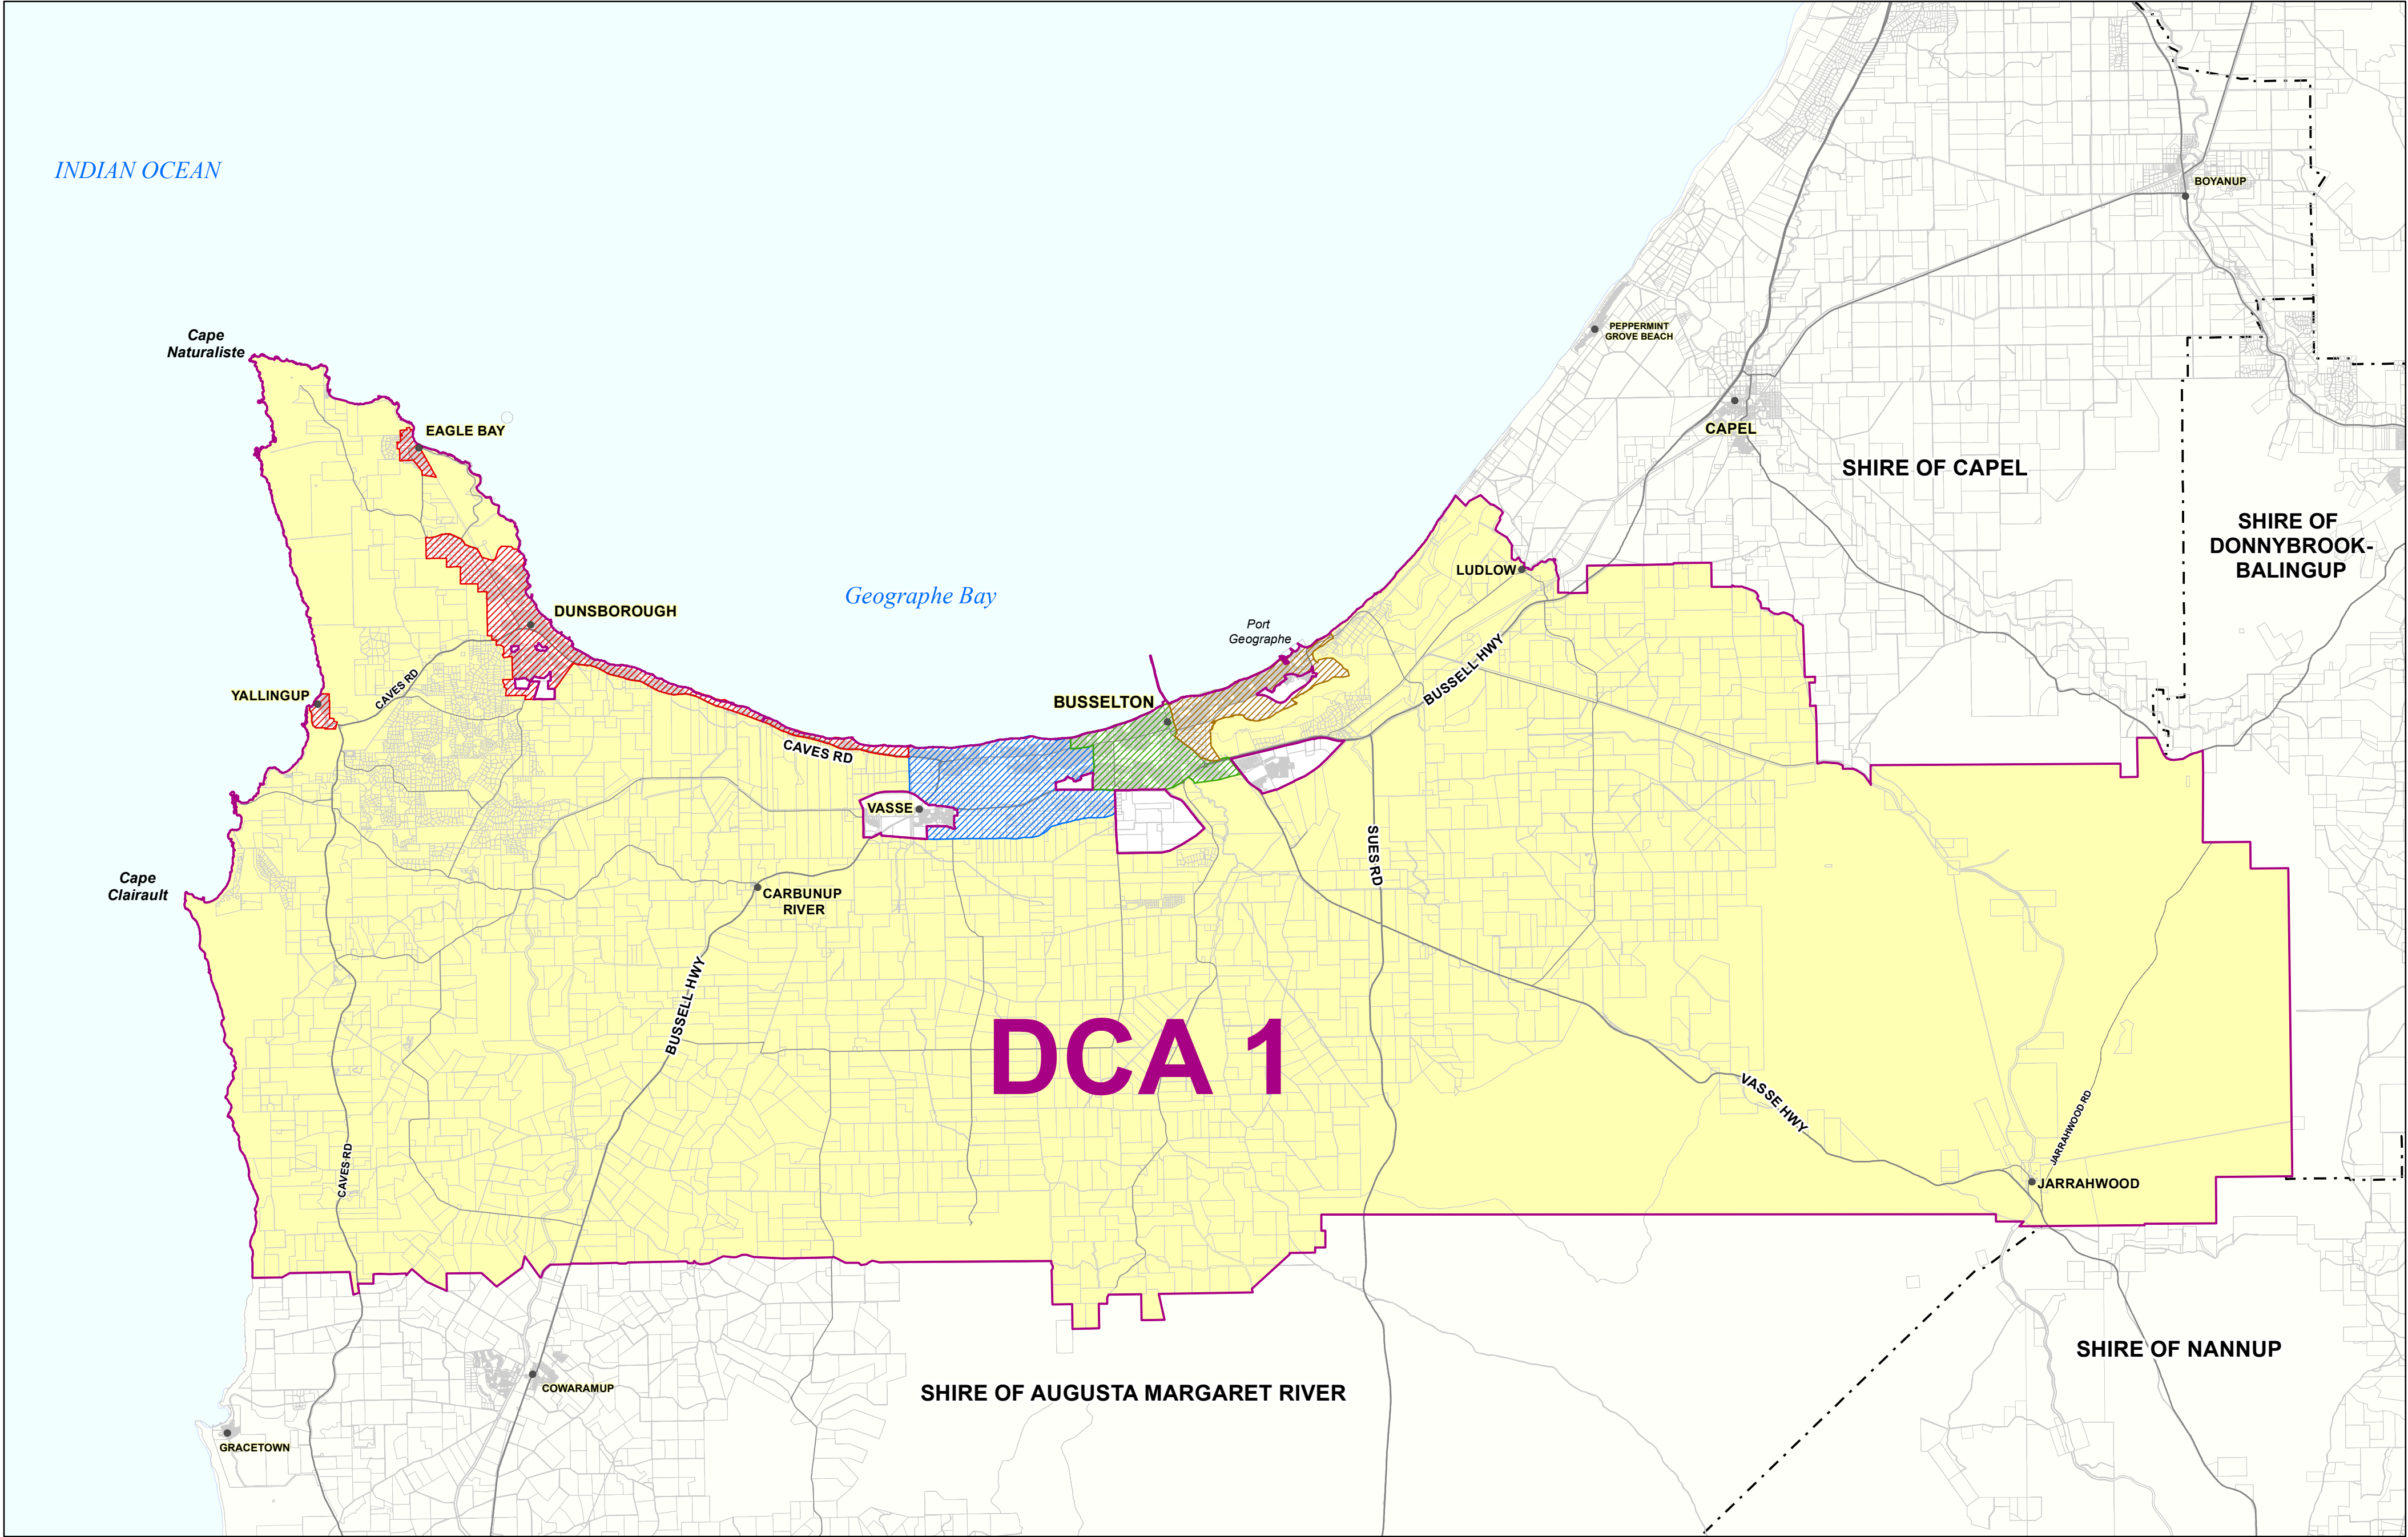 INDIAN OCEAN
BOYANUP
PEPPERMINT
GROVE BEACH
Cape
Naturaliste
CAPEL
EAGLE BAY
SHIRE OF CAPEL
SHIRE OF
DONNYBROOK-
BALINGUP
LUDLOW
Geographe Bay
DUNSBOROUGH
Port
Geographe
BUSSELL HWY
CAVES RD
YALLINGUP
BUSSELTON
CAVES RD
VASSE
SUES RD
Cape
Clairault
CARBUNUP
RIVER
BUSSELL HWY
DCA 1
VASSE HWY
JARRAHWOOD RD
CAVES RD
JARRAHWOOD
SHIRE OF NANNUP
COWARAMUP
SHIRE OF AUGUSTA MARGARET RIVER
GRACETOWN